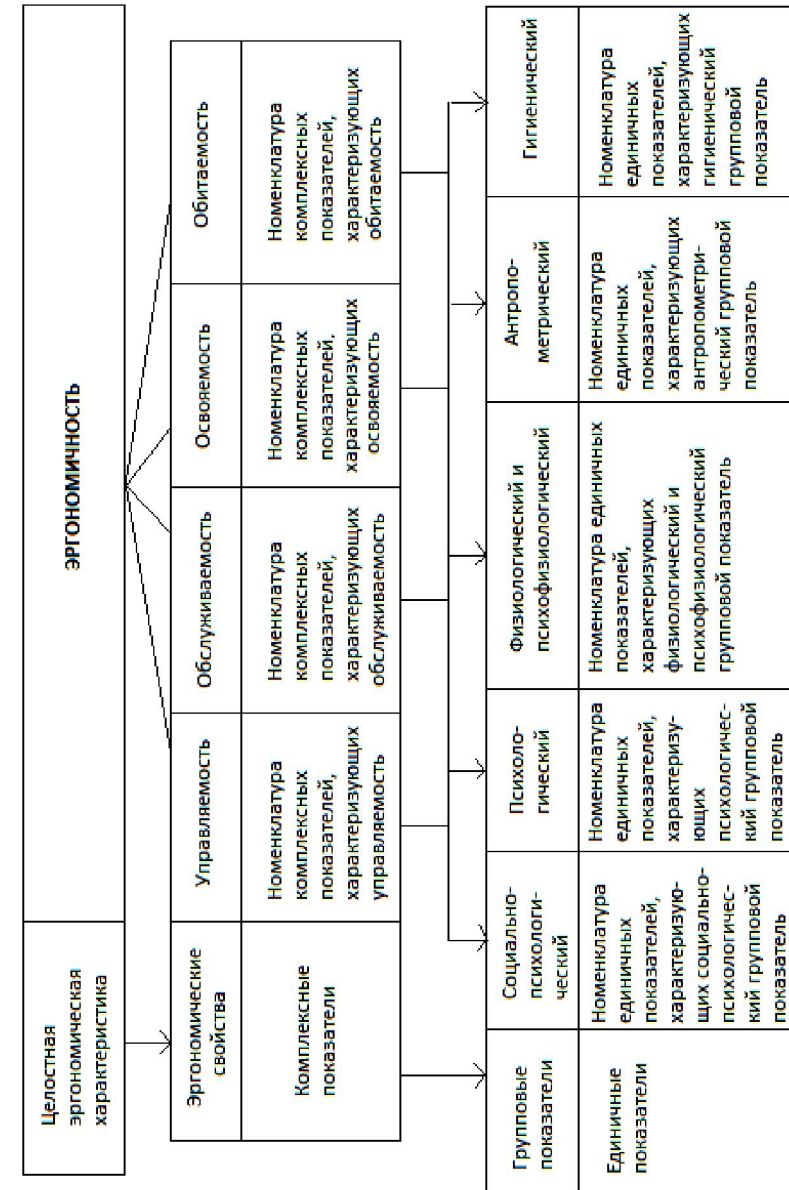 Целостная
эргономическая
характеристика
ЭРГОНОМИЧНОСТЬ
Эргономические
свойства
Управляемость
Обслуживаемость
Освояемость
Обитаемость
Комплексные
показатели
Номенклатура
комплексных
показателей,
характеризующих
управляемость
Номенклатура
комплексных
показателей,
характеризующих
обслуживаемость
Номенклатура
комплексных
показателей,
характеризующих
освояемость
Номенклатура
комплексных
показателей,
характеризующих
обитаемость
Групповые
показатели
Социально-
психологи-
ческий
Психоло-
гический
Физиологический и
психофизиологический
Антропо-
метрический
Гигиенический
Единичные
показатели
Номенклатура
единичных
показателей,
характеризую-
щих социально-
психологичес-
кий групповой
показатель
Номенклатура
единичных
показателей,
характеризу-
ющих
психологичес-
кий групповой
показатель
Номенклатура единичных
показателей,
характеризующих
физиологический и
психофизиологический
групповой показатель
Номенклатура
единичных
показателей,
характеризующих
антропометри-
ческий групповой
показатель
Номенклатура
единичных
показателей,
характеризующих
гигиенический
групповой
показатель